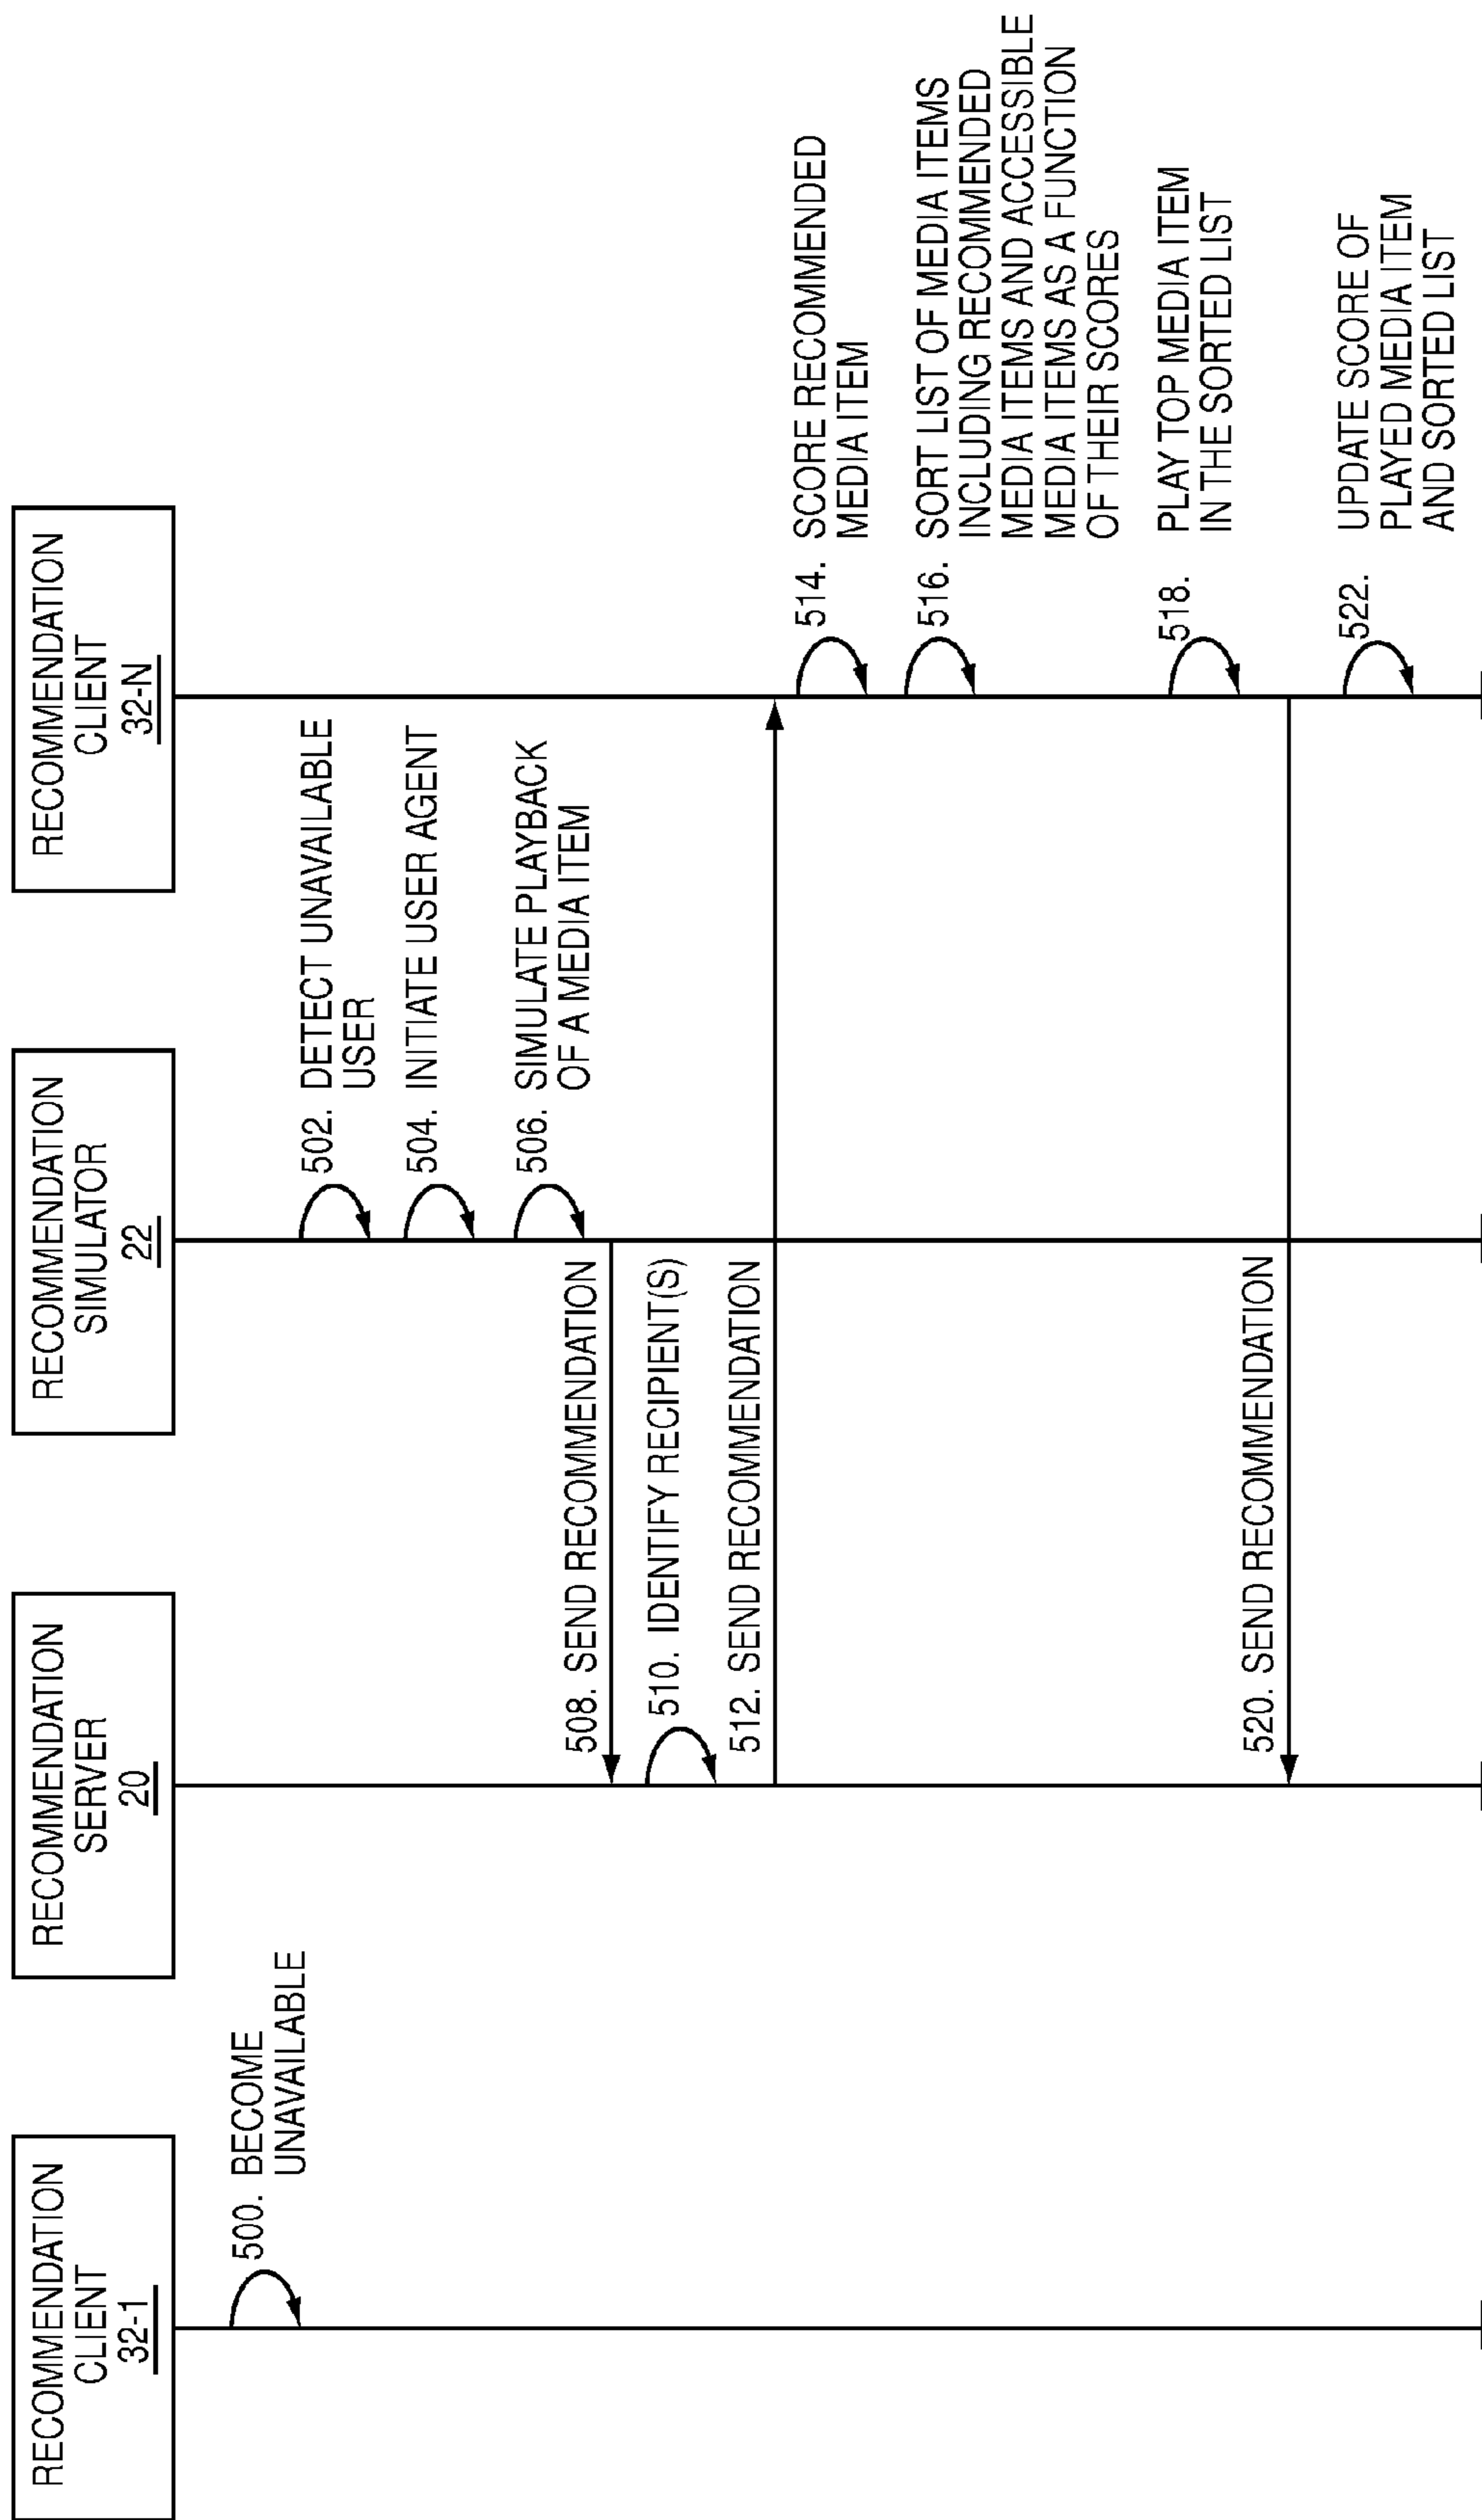 RECOMMENDATION
CLIENT
32-1
RECOMMENDATION
SERVER
20
RECOMMENDATION
SIMULATOR
22
RECOMMENDATION
CLIENT
32-N
500. BECOME
UNAVAILABLE
502. DETECT UNAVAILABLE
USER
504. INITIATE USER AGENT
506. SIMULATE PLAYBACK
OF A MEDIA ITEM
508. SEND RECOMMENDATION
510. IDENTIFY RECIPIENT(S)
512. SEND RECOMMENDATION
514. SCORE RECOMMENDED
MEDIA ITEM
516. SORT LIST OF MEDIA ITEMS
INCLUDING RECOMMENDED
MEDIA ITEMS AND ACCESSIBLE
MEDIA ITEMS AS A FUNCTION
OF THEIR SCORES
518. PLAY TOP MEDIA ITEM
IN THE SORTED LIST
520. SEND RECOMMENDATION
522. UPDATE SCORE OF
PLAYED MEDIA ITEM
AND SORTED LIST